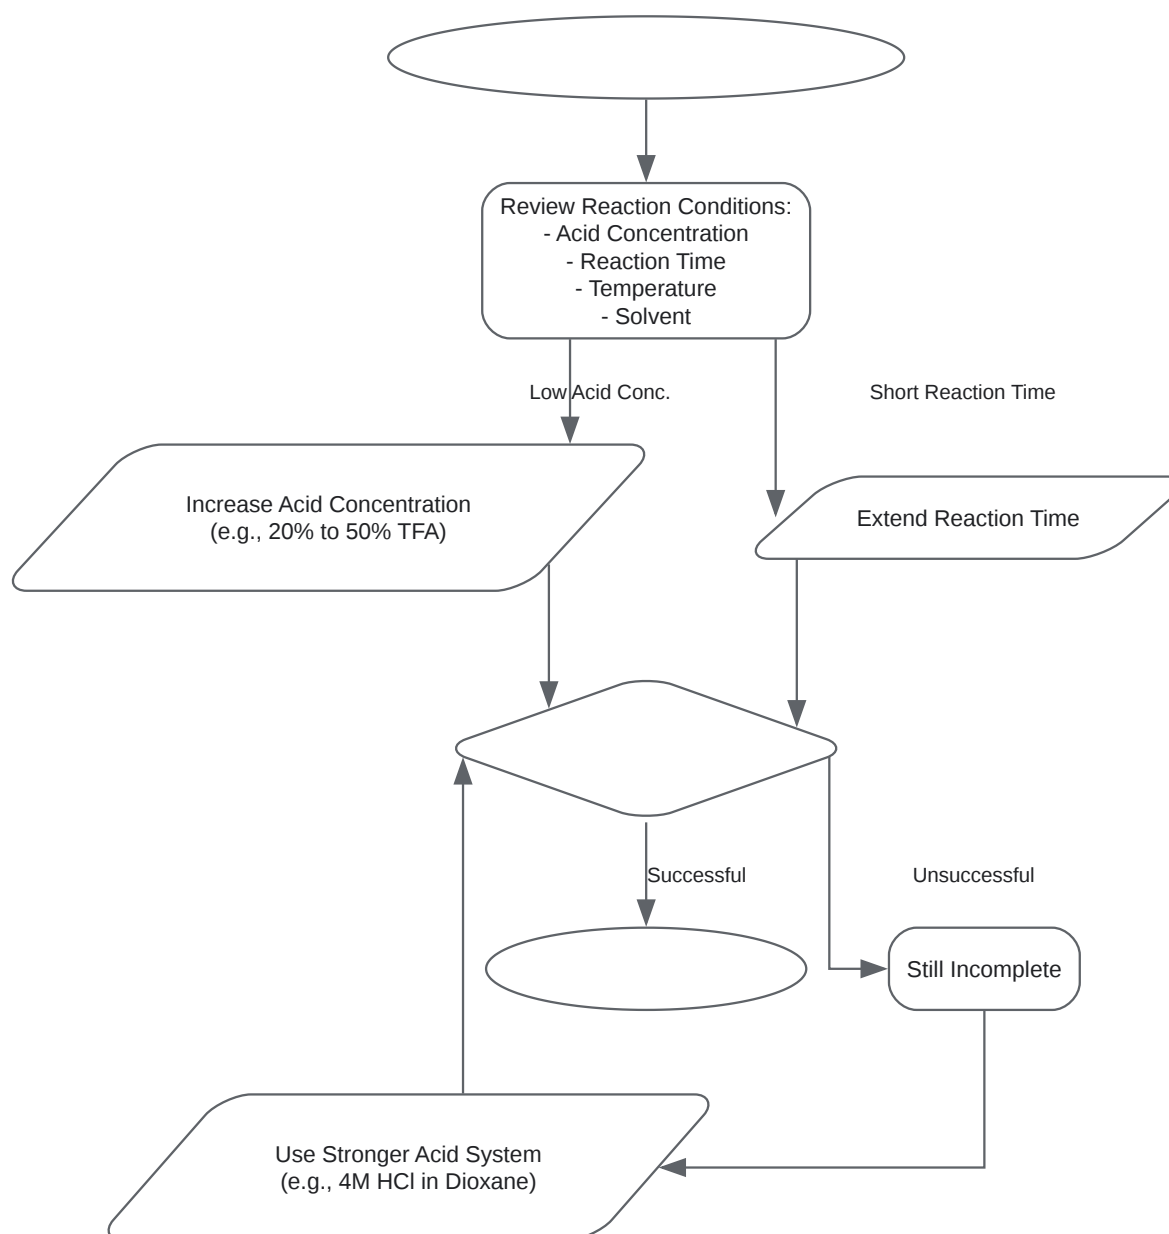 Review Reaction Conditions:
- Acid Concentration
- Reaction Time
- Temperature
- Solvent
Low Acid Conc.
Short Reaction Time
Increase Acid Concentration
(e.g., 20% to 50% TFA)
Extend Reaction Time
Successful
Unsuccessful
Still Incomplete
Use Stronger Acid System
(e.g., 4M HCl in Dioxane)